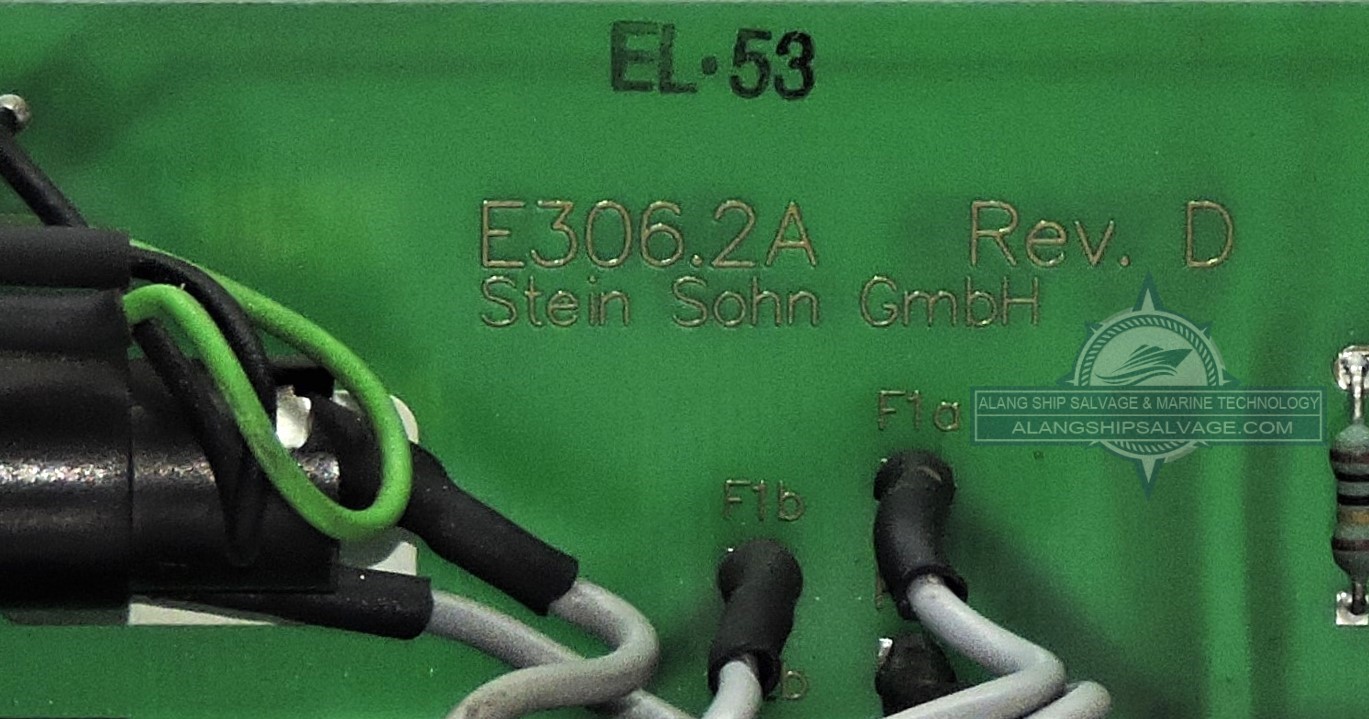 EL·53
E306.2A Rev. D
Stein Sohn GmbH
F1a
ALANG SHIP SALVAGE & MARINE TECHNOLOGY
ALANGSHIPSALVAGE.COM
F1b